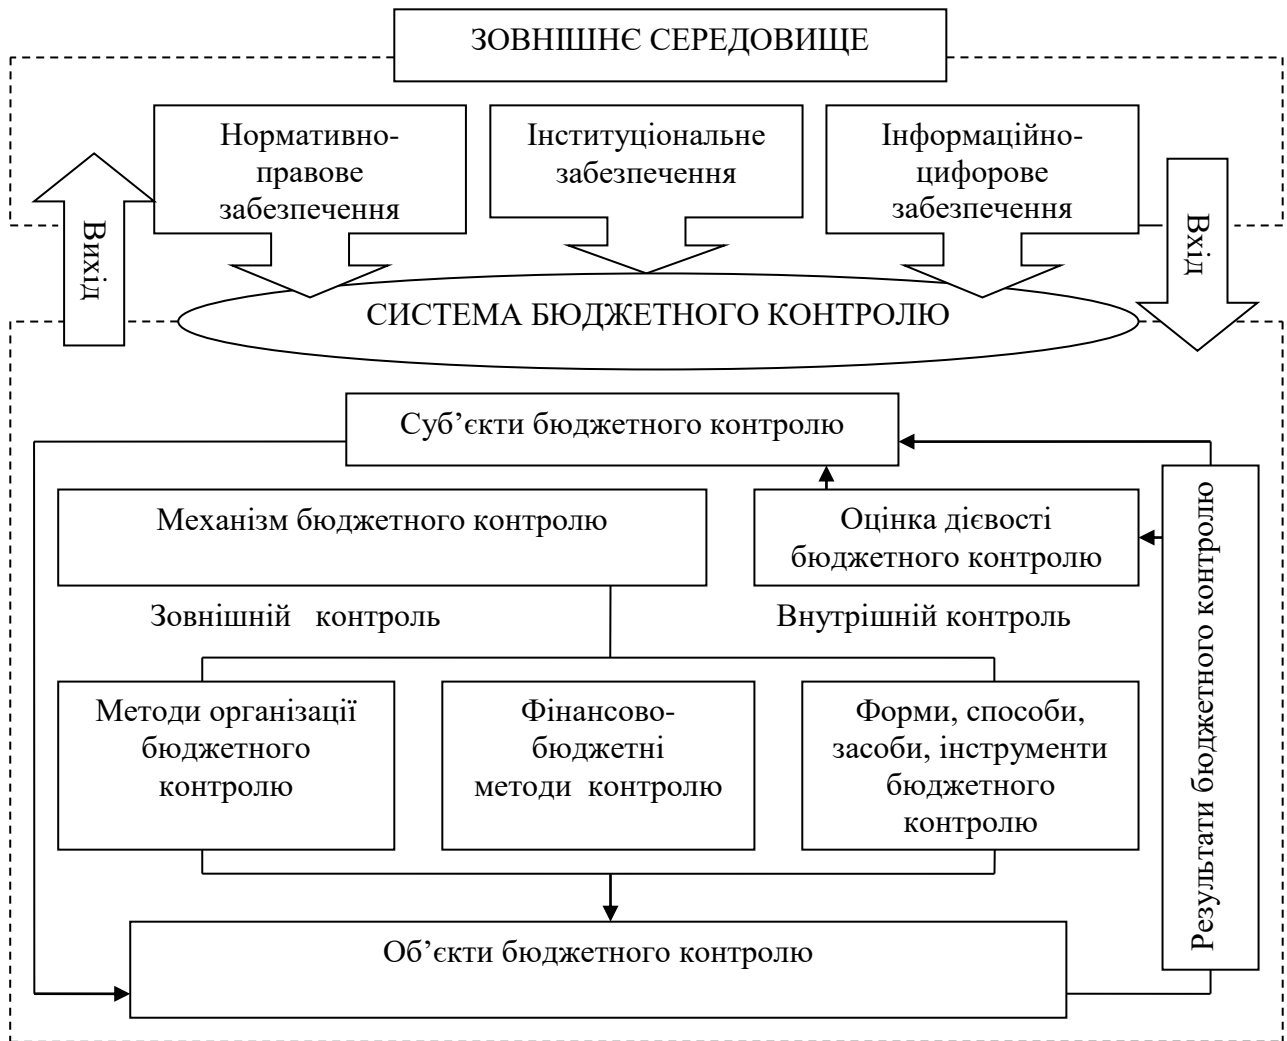 ЗОВНІШНЄ СЕРЕДОВИЩЕ
Нормативно-
правове
забезпечення
Інституціональне
забезпечення
Інформаційно-
цифорове
забезпечення
Вихід
Вхід
СИСТЕМА БЮДЖЕТНОГО КОНТРОЛЮ
Суб’єкти бюджетного контролю
Механізм бюджетного контролю
Оцінка дієвості
бюджетного контролю
Результати бюджетного контролю
Зовнішній контроль
Внутрішній контроль
Методи організації
бюджетного
контролю
Фінансово-
бюджетні
методи контролю
Форми, способи,
засоби, інструменти
бюджетного
контролю
Об’єкти бюджетного контролю